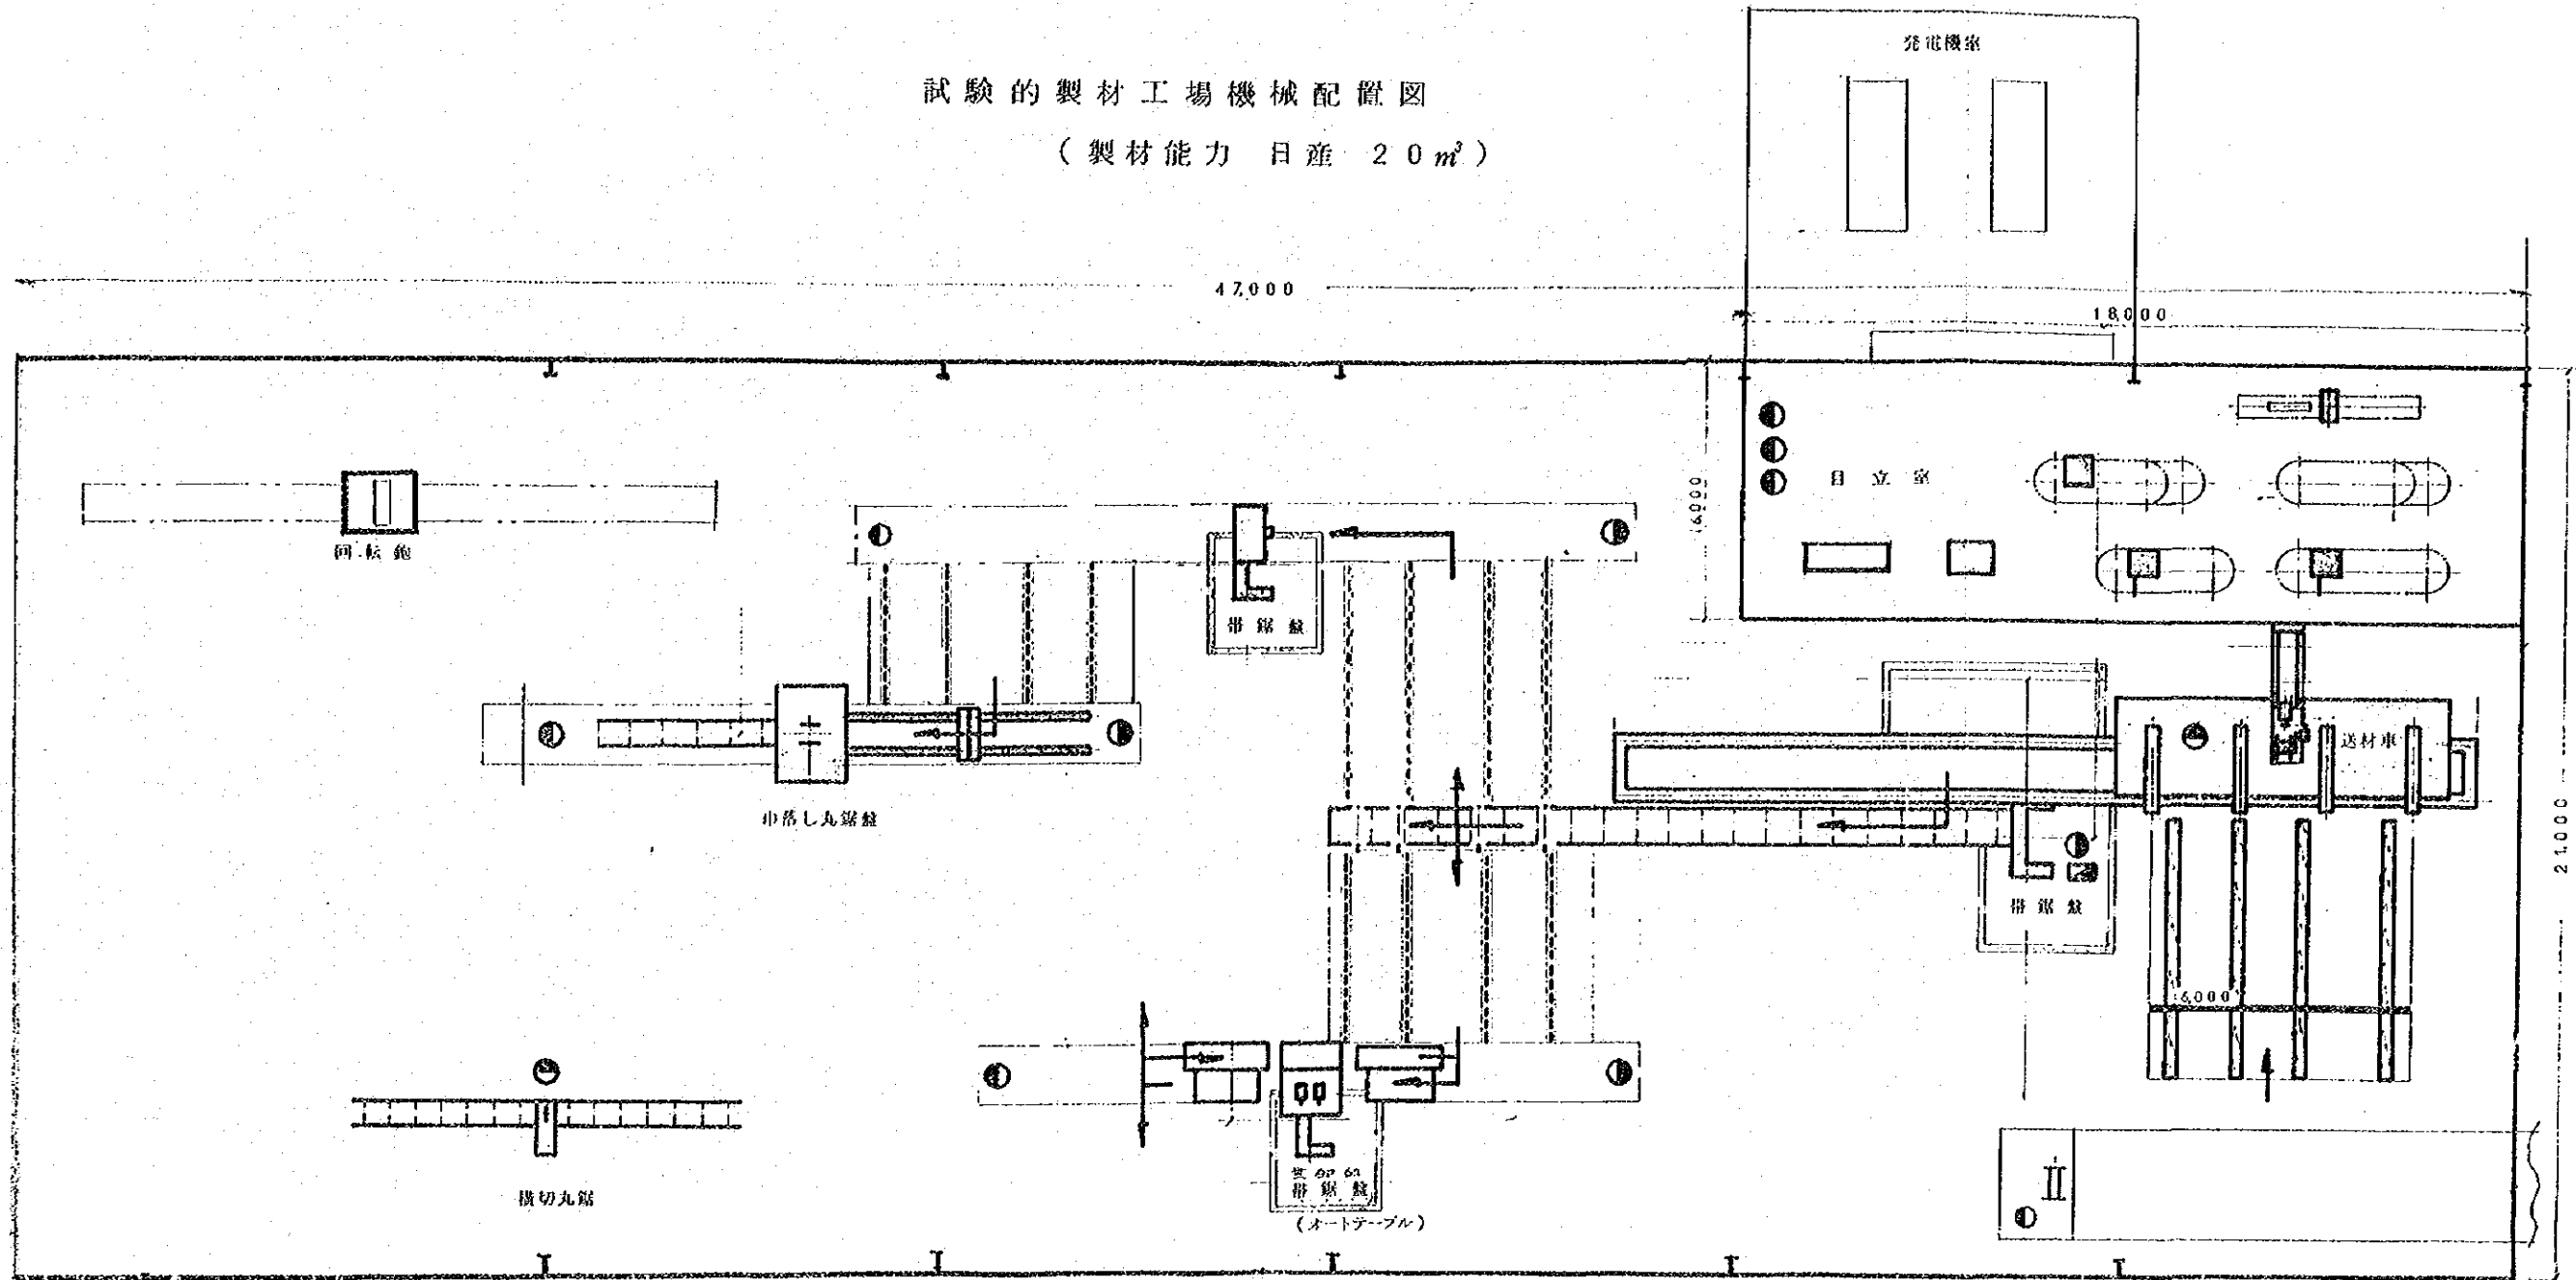 発電機室
試験的製材工場機械配置図
(製材能力 日産 20m³)
47,000
18,000
6,000
目立室
回転鉋
帯鋸盤
送材車
巾落し丸鋸盤
21,000
帯鋸盤
6,000
II
横切丸鋸
帯鋸盤
(オートテーブル)